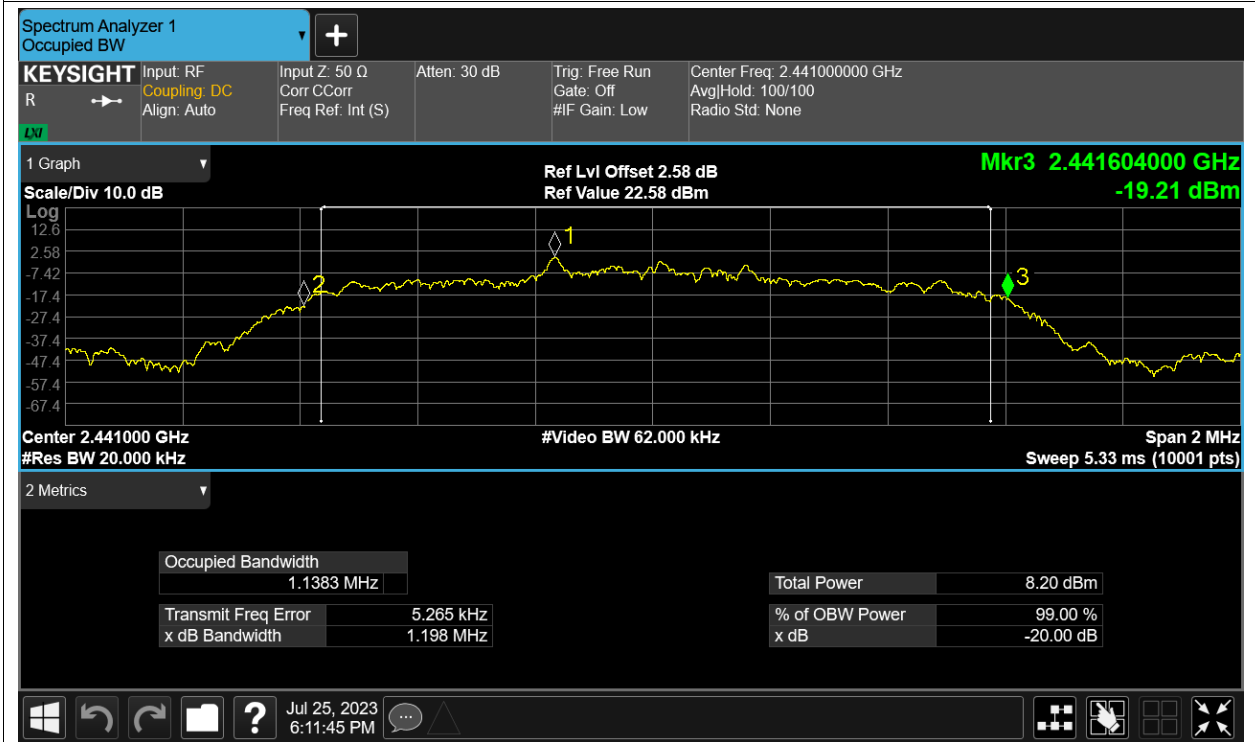 Spectrum Analyzer 1
Occupied BW
KEYSIGHT
R
LXI
Input: RF
Coupling: DC
Align: Auto
Input Z: 50 Ω
Corr CCorr
Freq Ref: Int (S)
Atten: 30 dB
Trig: Free Run
Gate: Off
#IF Gain: Low
Center Freq: 2.441000000 GHz
Avg|Hold: 100/100
Radio Std: None
1 Graph
Scale/Div 10.0 dB
Ref Lvl Offset 2.58 dB
Ref Value 22.58 dBm
Mkr3 2.441604000 GHz
-19.21 dBm
Log
12.6
2.58
-7.42
-17.4
-27.4
-37.4
-47.4
-57.4
-67.4
1
2
3
Center 2.441000 GHz
#Res BW 20.000 kHz
#Video BW 62.000 kHz
Span 2 MHz
Sweep 5.33 ms (10001 pts)
2 Metrics
Occupied Bandwidth
1.1383 MHz
Transmit Freq Error 5.265 kHz
x dB Bandwidth 1.198 MHz
Total Power 8.20 dBm
% of OBW Power 99.00 %
x dB -20.00 dB
?
Jul 25, 2023
6:11:45 PM